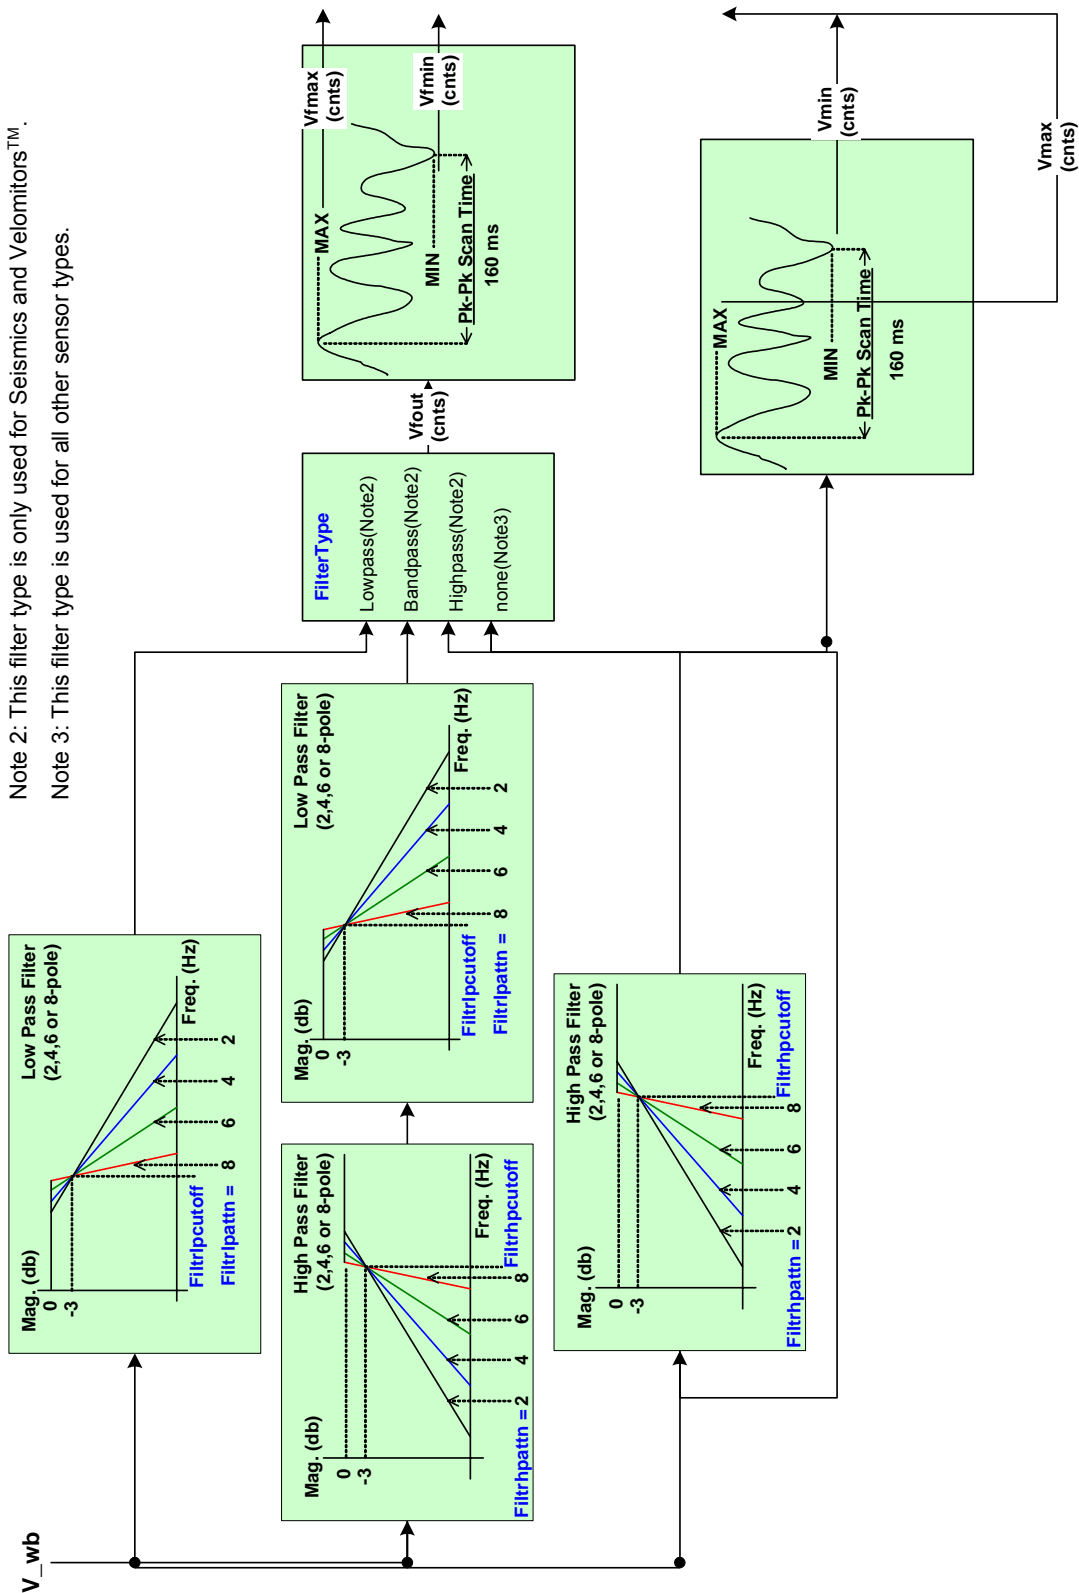 Note 2: This filter type is only used for Seismics and Velomitors™.
Note 3: This filter type is used for all other sensor types.
V_wb
Mag. (db)
0
-3
Low Pass Filter
(2,4,6 or 8-pole)
Freq. (Hz)
Filtrlpcutoff
Filtrlpattn =
8
6
4
2
Mag. (db)
0
-3
High Pass Filter
(2,4,6 or 8-pole)
Freq. (Hz)
Filtrhpcutoff
Filtrhpattn = 2
4
6
8
Mag. (db)
0
-3
Low Pass Filter
(2,4,6 or 8-pole)
Freq. (Hz)
Filtrlpcutoff
Filtrlpattn =
8
6
4
2
Mag. (db)
0
-3
High Pass Filter
(2,4,6 or 8-pole)
Freq. (Hz)
Filtrhpcutoff
Filtrhpattn = 2
4
6
8
FilterType
Lowpass(Note2)
Bandpass(Note2)
Highpass(Note2)
none(Note3)
Vfout
(cnts)
MAX
MIN
Pk-Pk Scan Time
160 ms
Vfmax
(cnts)
Vfmin
(cnts)
MAX
MIN
Pk-Pk Scan Time
160 ms
Vmin
(cnts)
Vmax
(cnts)